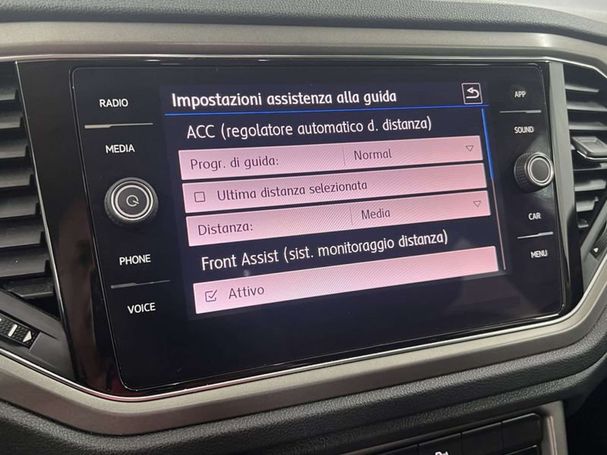 RADIO
MEDIA
PHONE
VOICE
Impostazioni assistenza alla guida
ACC (regolatore automatico d. distanza)
Progr. di guida: Normal
Ultima distanza selezionata
Distanza: Media
Front Assist (sist. monitoraggio distanza)
Attivo
APP
SOUND
CAR
MENU